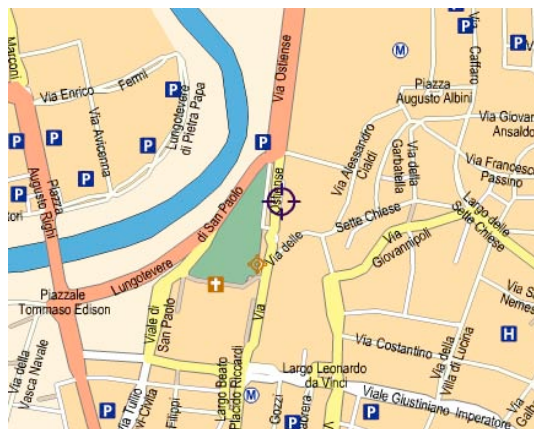 Marconi
P
P
P
M
Via Caffaro
P
Via Enrico
Fermi
P
Via Ostiense
Piazza
Augusto Albini
Lungotevere
di Pietra Papa
Via Avicenna
P
P
Via Giovanni
Ansaldo
Via Alessandro
Cialdi
Via della
Garbatella
Via Francesco
Passino
P
Piazza
Augusto Righi
P
Ostiense
Lungotevere
di San Paolo
Sette Chiese
Largo delle
Sette Chiese
Via delle
Via
Giovannipoli
Piazzale
Tommaso Edison
Viale di
San Paolo
Via
H
Nemes
Via Costantino
Via della
Villa di Lucina
Via della
Vasca Navale
Largo Beato
Placido Riccardi
Largo Leonardo
da Vinci
M
Via Tullio
Filippi
Gozzi
P
P
P
Viale Giustiniano Imperatore
Via